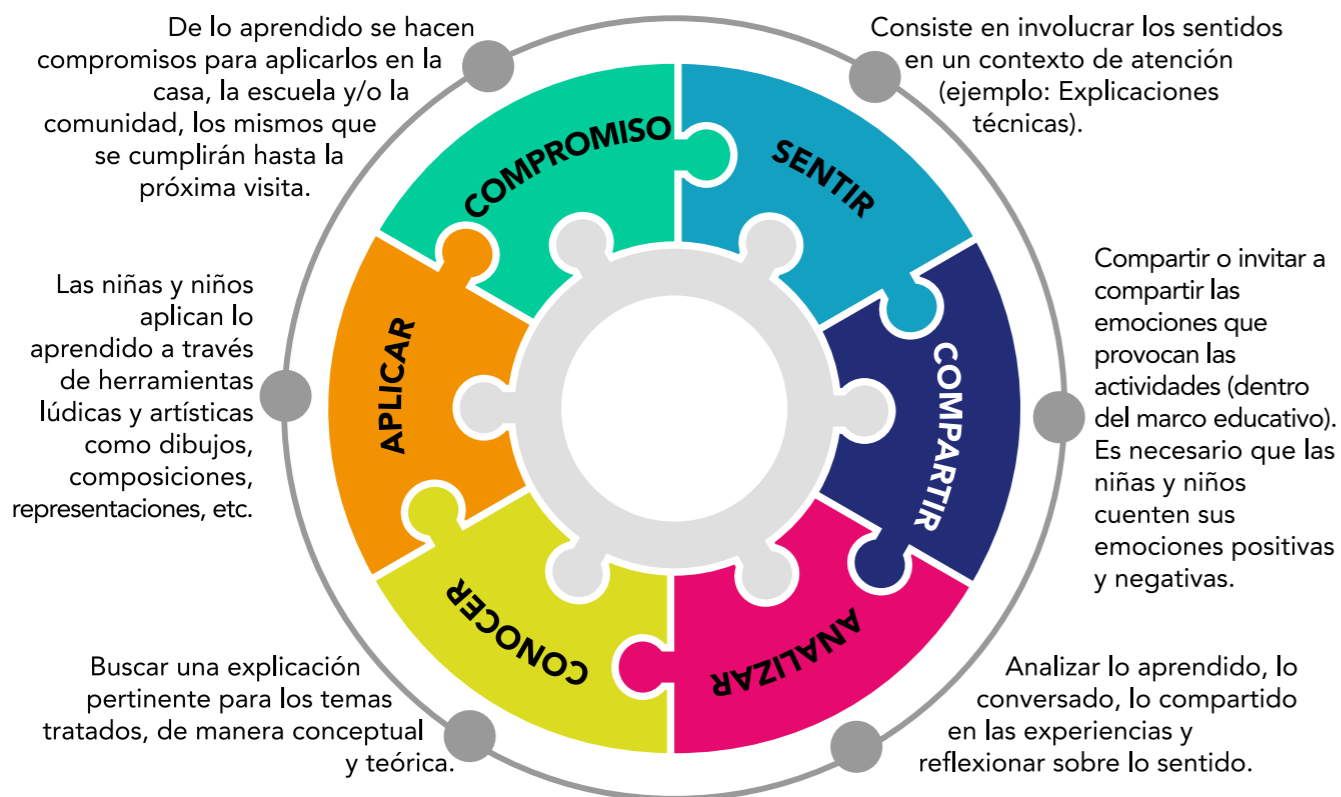 De lo aprendido se hacen
compromisos para aplicarlos en la
casa, la escuela y/o la
comunidad, los mismos que
se cumplirán hasta la
próxima visita.
Consiste en involucrar los sentidos
en un contexto de atención
(ejemplo: Explicaciones
técnicas).
COMPROMISO
SENTIR
Las niñas y niños
aplican lo
aprendido a través
de herramientas
lúdicas y artísticas
como dibujos,
composiciones,
representaciones, etc.
APLICAR
COMPARTIR
Compartir o invitar a
compartir las
emociones que
provocan las
actividades (dentro
del marco educativo).
Es necesario que las
niñas y niños
cuenten sus
emociones positivas
y negativas.
CONOCER
ANALIZAR
Buscar una explicación
pertinente para los temas
tratados, de manera conceptual
y teórica.
Analizar lo aprendido, lo
conversado, lo compartido
en las experiencias y
reflexionar sobre lo sentido.